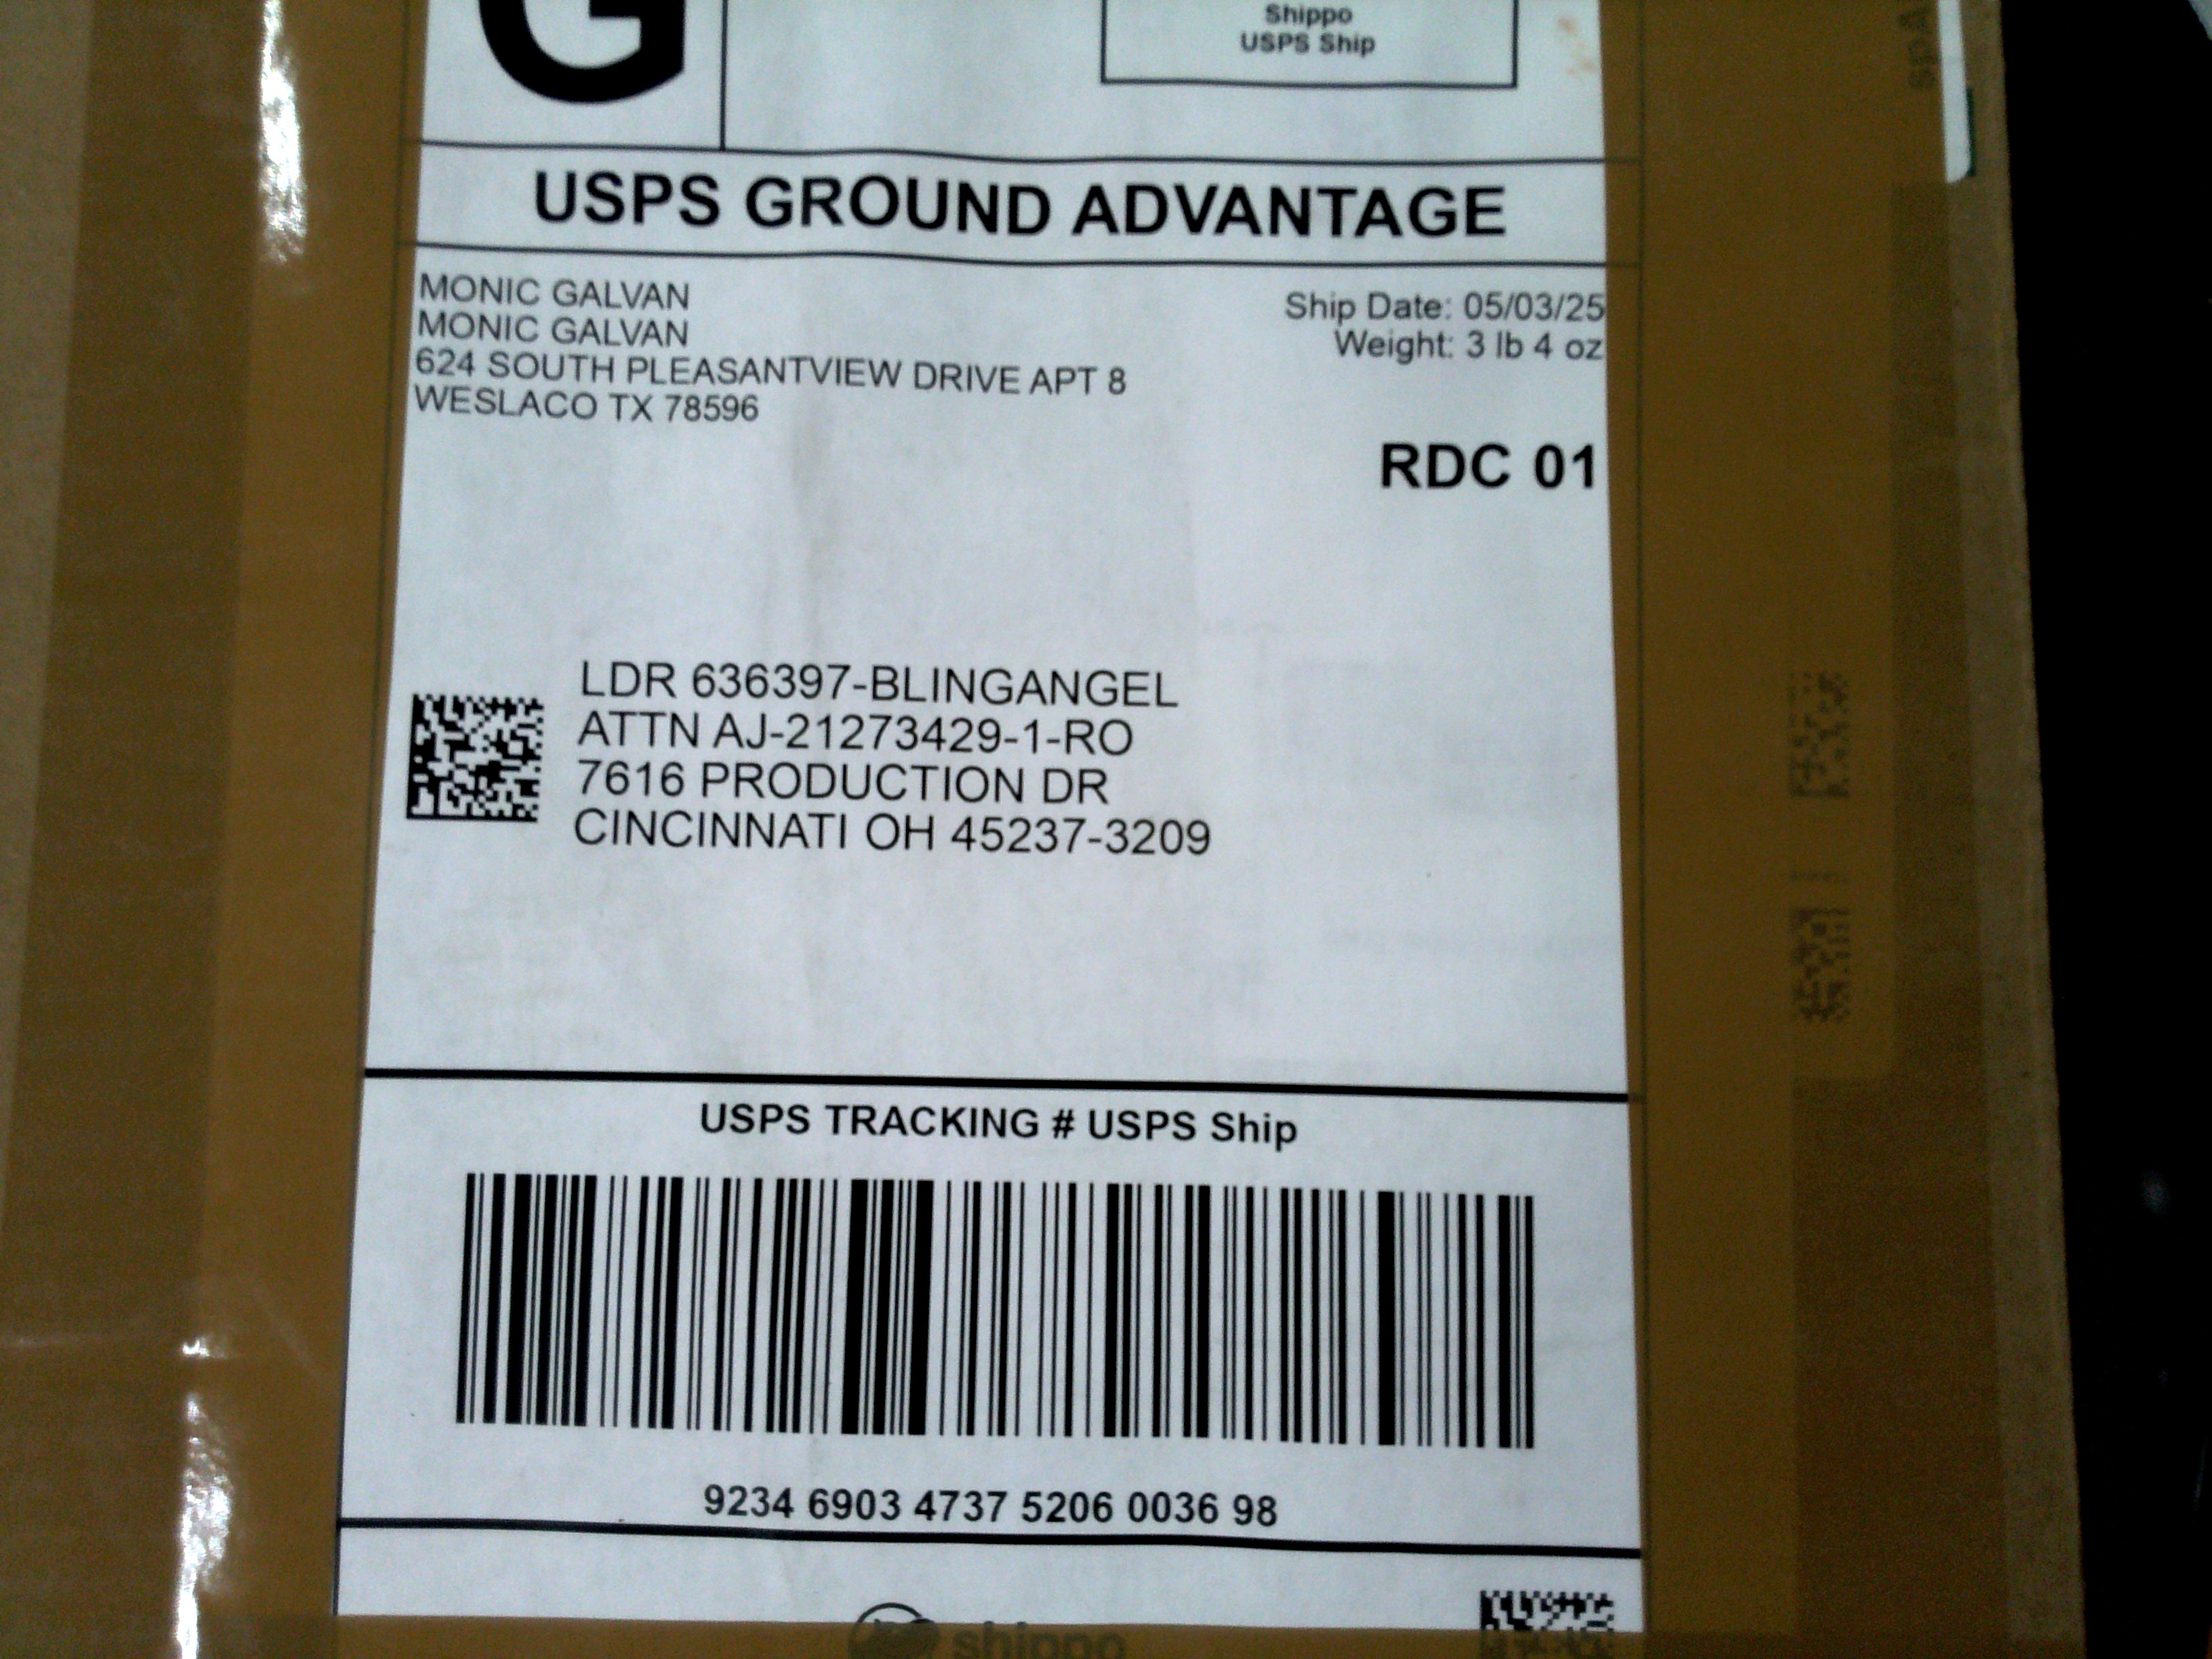 G
Shippo
USPS Ship
USPS GROUND ADVANTAGE
MONIC GALVAN
MONIC GALVAN
624 SOUTH PLEASANTVIEW DRIVE APT 8
WESLACO TX 78596
Ship Date: 05/03/25
Weight: 3 lb 4 oz
RDC 01
LDR 636397-BLINGANGEL
ATTN AJ-21273429-1-RO
7616 PRODUCTION DR
CINCINNATI OH 45237-3209
USPS TRACKING # USPS Ship
9234 6903 4737 5206 0036 98
shippo